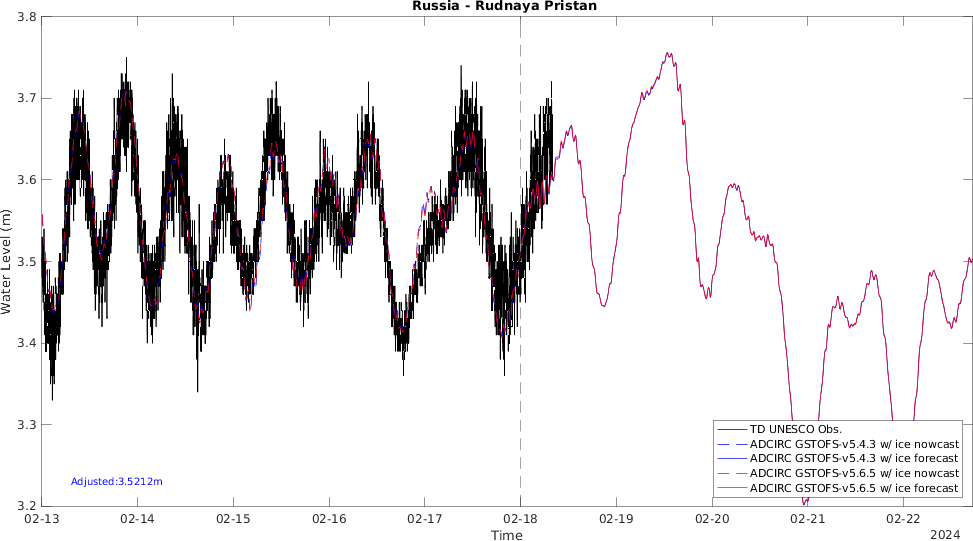 Russia - Rudnaya Pristan
3.8
3.7
3.6
3.5
3.4
3.3
3.2
Water Level (m)
Adjusted:3.5212m
TD UNESCO Obs.
ADCIRC GSTOFS-v5.4.3 w/ ice nowcast
ADCIRC GSTOFS-v5.4.3 w/ ice forecast
ADCIRC GSTOFS-v5.6.5 w/ ice nowcast
ADCIRC GSTOFS-v5.6.5 w/ ice forecast
02-13 02-14 02-15 02-16 02-17 02-18 02-19 02-20 02-21 02-22
Time
2024